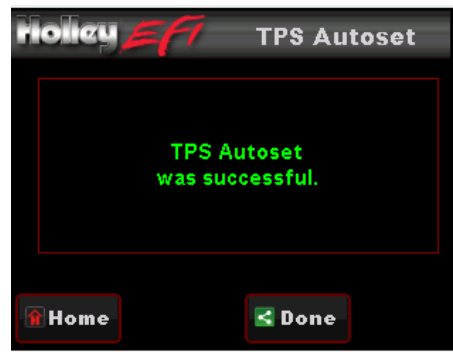 Holley EFI TPS Autoset
TPS Autoset
was successful.
Home Done